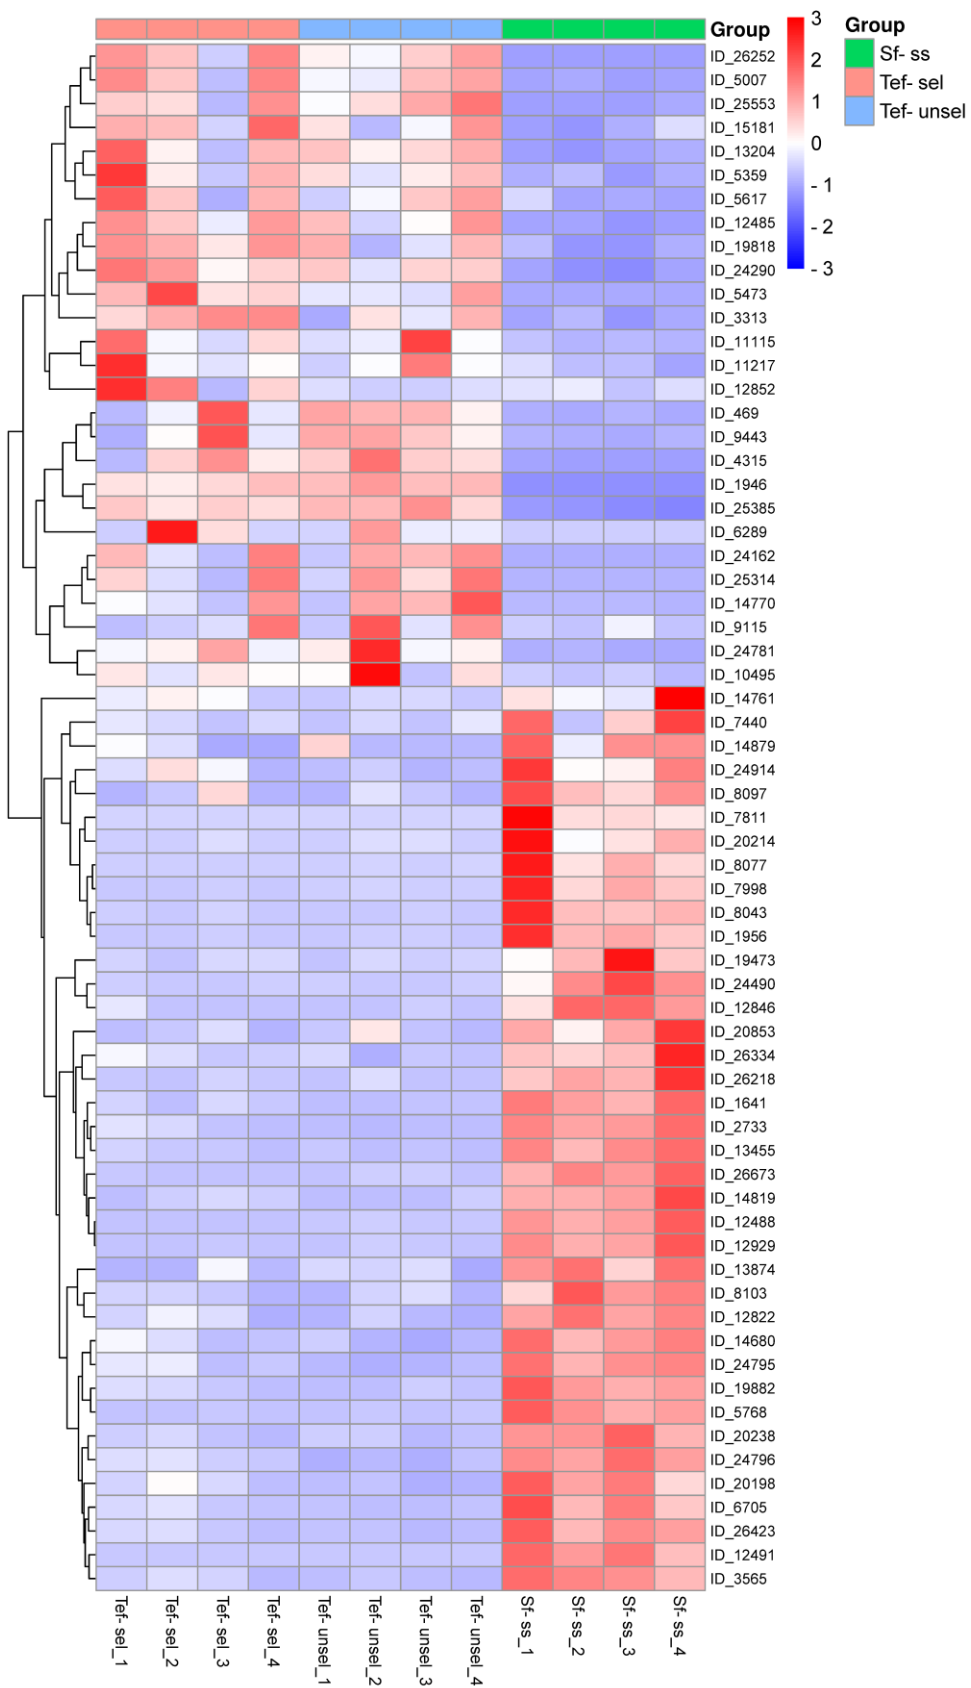 Group
ID_26252
ID_5007
ID_25553
ID_15181
ID_13204
ID_5359
ID_5617
ID_12485
ID_19818
ID_24290
ID_5473
ID_3313
ID_11115
ID_11217
ID_12852
ID_469
ID_9443
ID_4315
ID_1946
ID_25385
ID_6289
ID_24162
ID_25314
ID_14770
ID_9115
ID_24781
ID_10495
ID_14761
ID_7440
ID_14879
ID_24914
ID_8097
ID_7811
ID_20214
ID_8077
ID_7998
ID_8043
ID_1956
ID_19473
ID_24490
ID_12846
ID_20853
ID_26334
ID_26218
ID_1641
ID_2733
ID_13455
ID_26673
ID_14819
ID_12488
ID_12929
ID_13874
ID_8103
ID_12822
ID_14680
ID_24795
ID_19882
ID_5768
ID_20238
ID_24796
ID_20198
ID_6705
ID_26423
ID_12491
ID_3565
Tef- sel_1
Tef- sel_2
Tef- sel_3
Tef- sel_4
Tef- unsel_1
Tef- unsel_2
Tef- unsel_3
Tef- unsel_4
Sf- ss_1
Sf- ss_2
Sf- ss_3
Sf- ss_4
3
2
1
0
- 1
- 2
- 3
Group
Sf- ss
Tef- sel
Tef- unsel